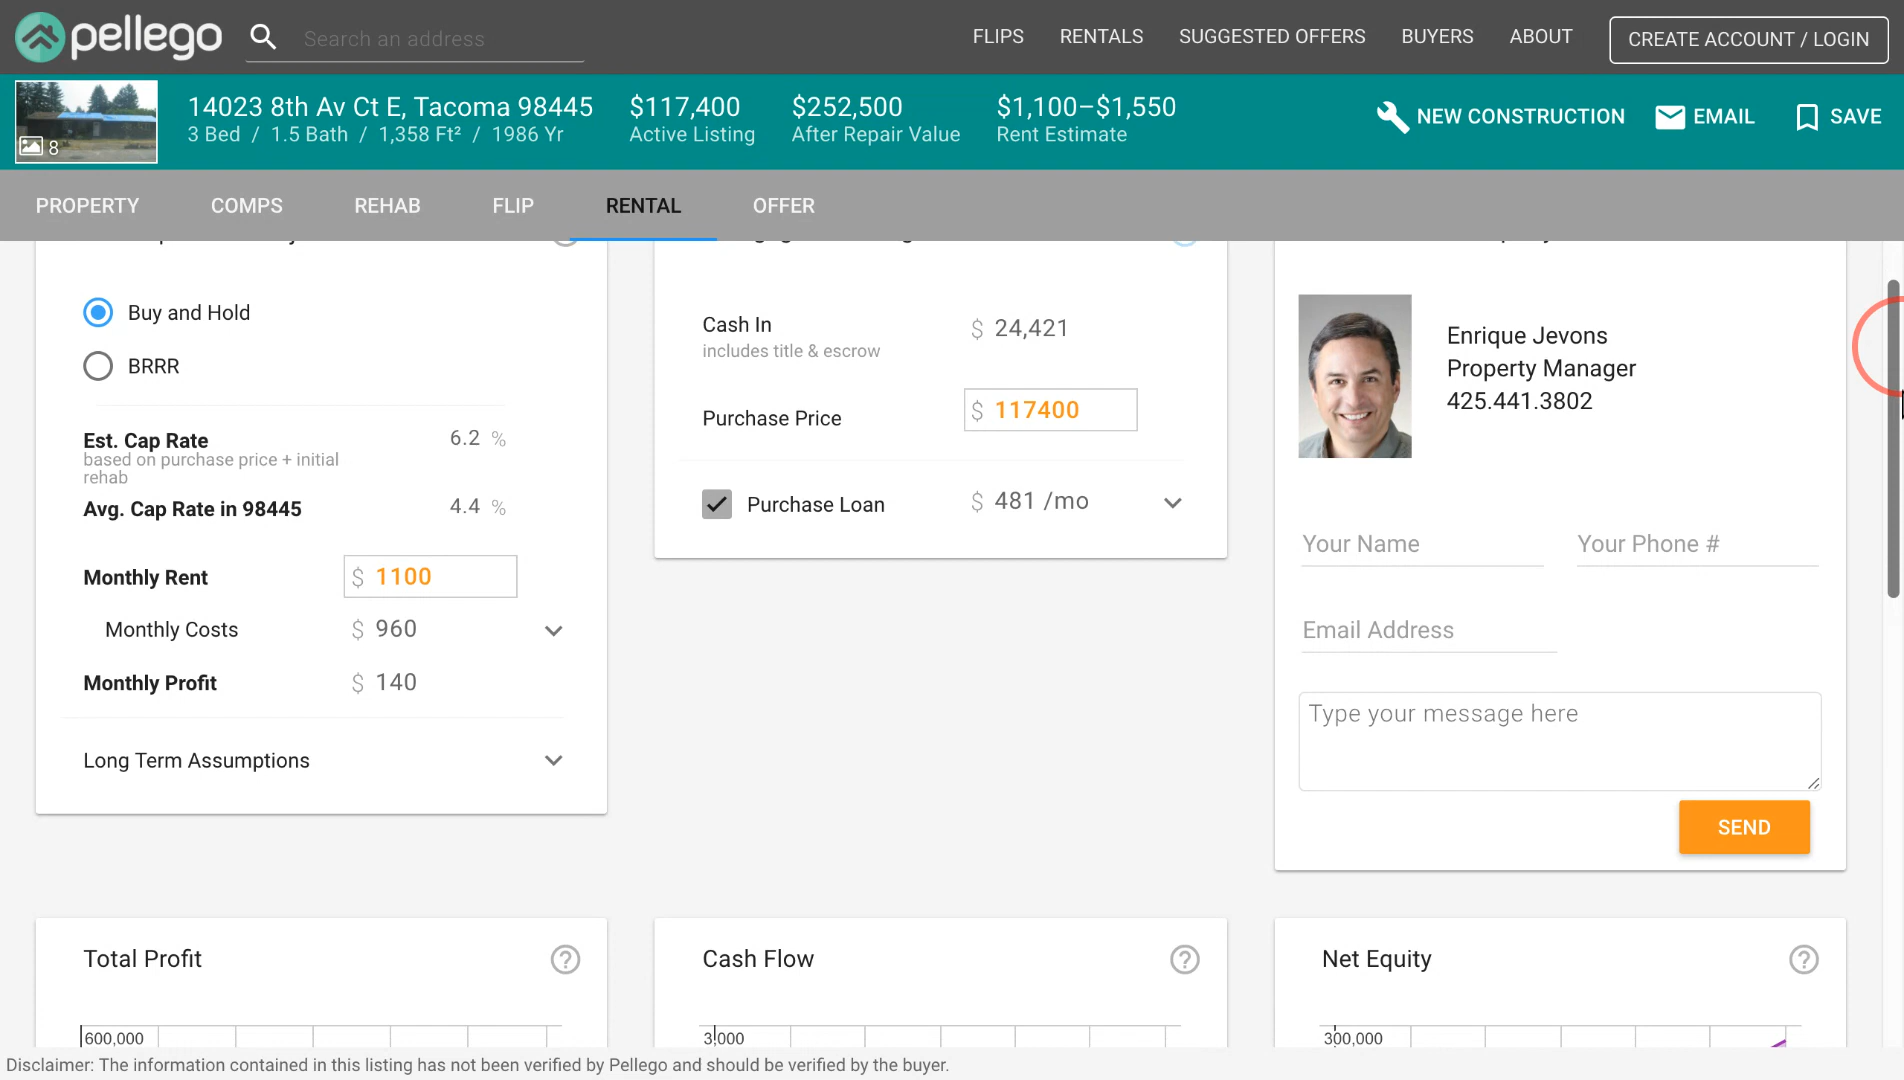 pellego
Search an address
FLIPS
RENTALS
SUGGESTED OFFERS
BUYERS
ABOUT
CREATE ACCOUNT / LOGIN
8
14023 8th Av Ct E, Tacoma 98445
3 Bed / 1.5 Bath / 1,358 Ft² / 1986 Yr
$117,400
Active Listing
$252,500
After Repair Value
$1,100–$1,550
Rent Estimate
NEW CONSTRUCTION
EMAIL
SAVE
PROPERTY
COMPS
REHAB
FLIP
RENTAL
OFFER
Buy and Hold
BRRR
Est. Cap Rate
6.2 %
based on purchase price + initial
rehab
Avg. Cap Rate in 98445
4.4 %
Monthly Rent
$ 1100
Monthly Costs
$ 960
Monthly Profit
$ 140
Long Term Assumptions
Cash In
$ 24,421
includes title & escrow
Purchase Price
$ 117400
Purchase Loan
$ 481 /mo
Enrique Jevons
Property Manager
425.441.3802
Your Name
Your Phone #
Email Address
Type your message here
SEND
Total Profit
?
600,000
Cash Flow
?
3,000
Net Equity
?
300,000
Disclaimer: The information contained in this listing has not been verified by Pellego and should be verified by the buyer.